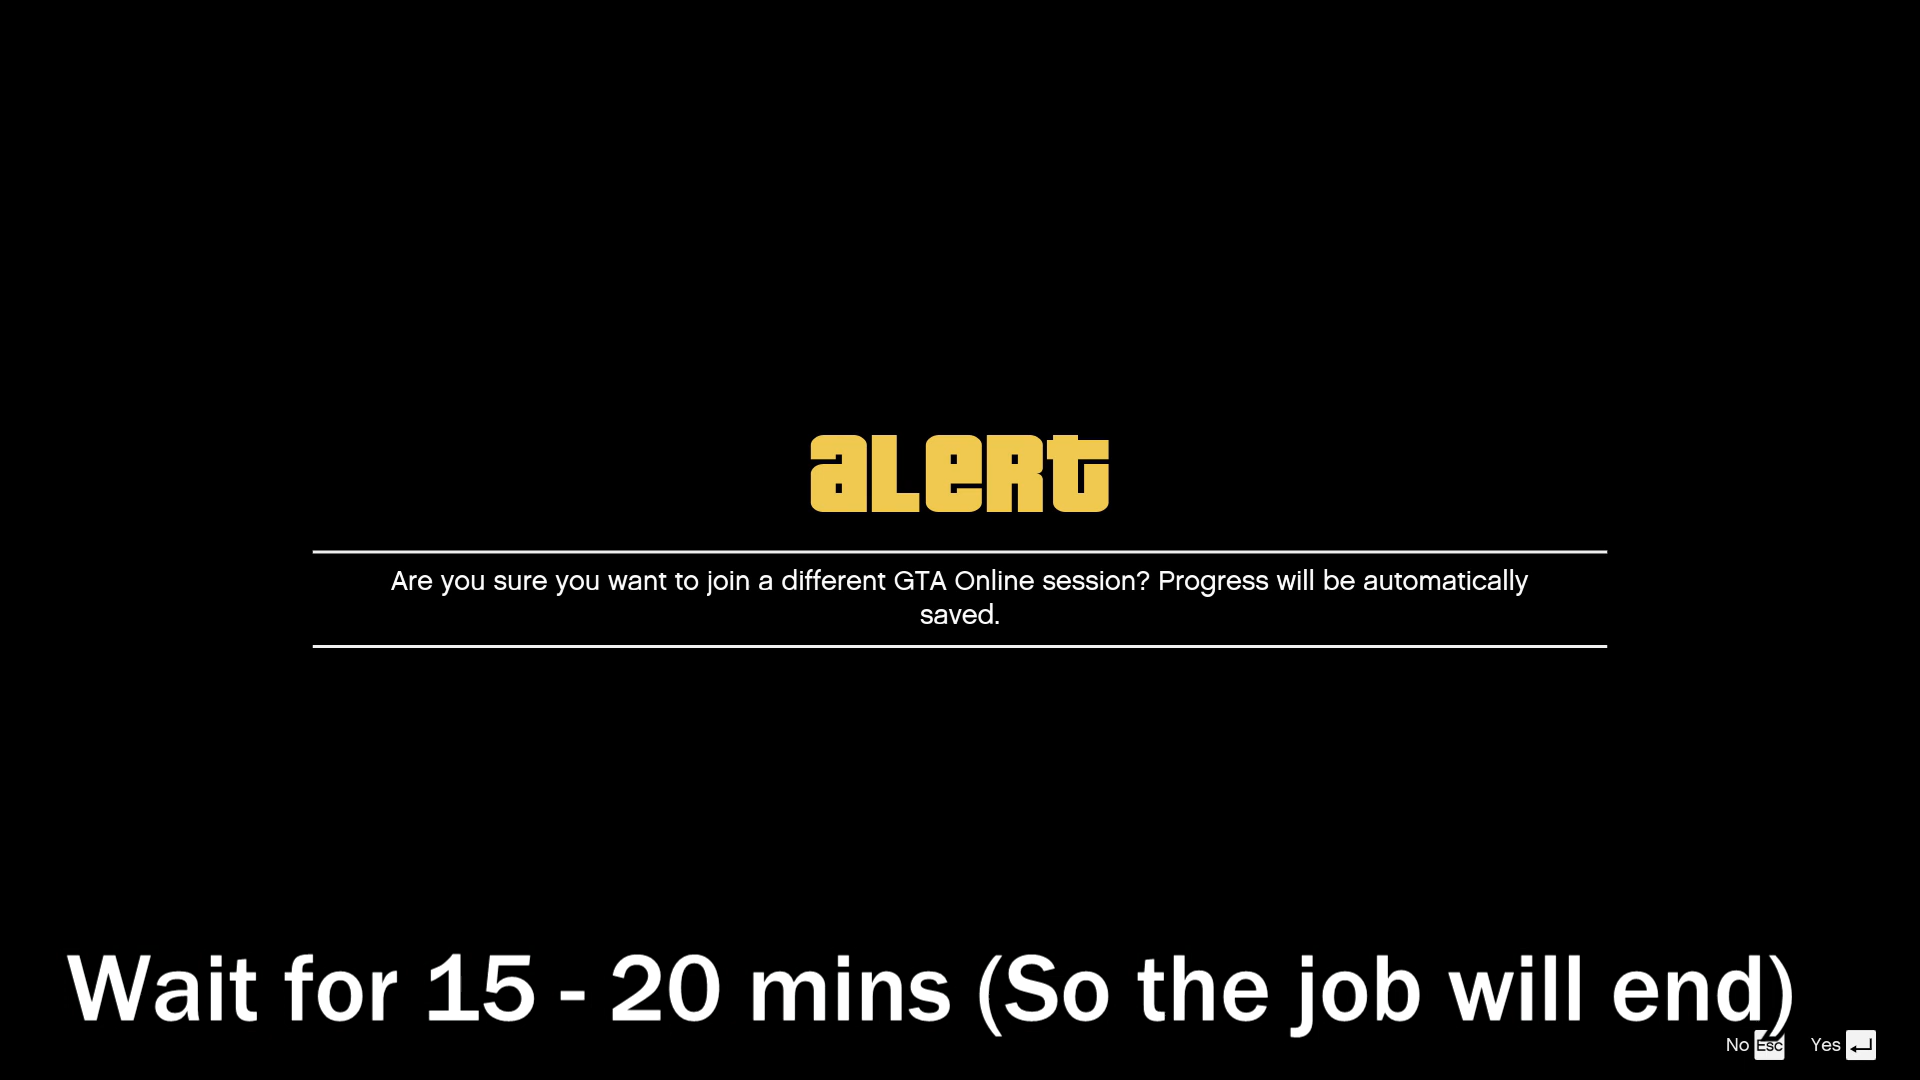 aLeRt
Are you sure you want to join a different GTA Online session? Progress will be automatically
saved.
Wait for 15 - 20 mins (So the job will end)
No Esc Yes